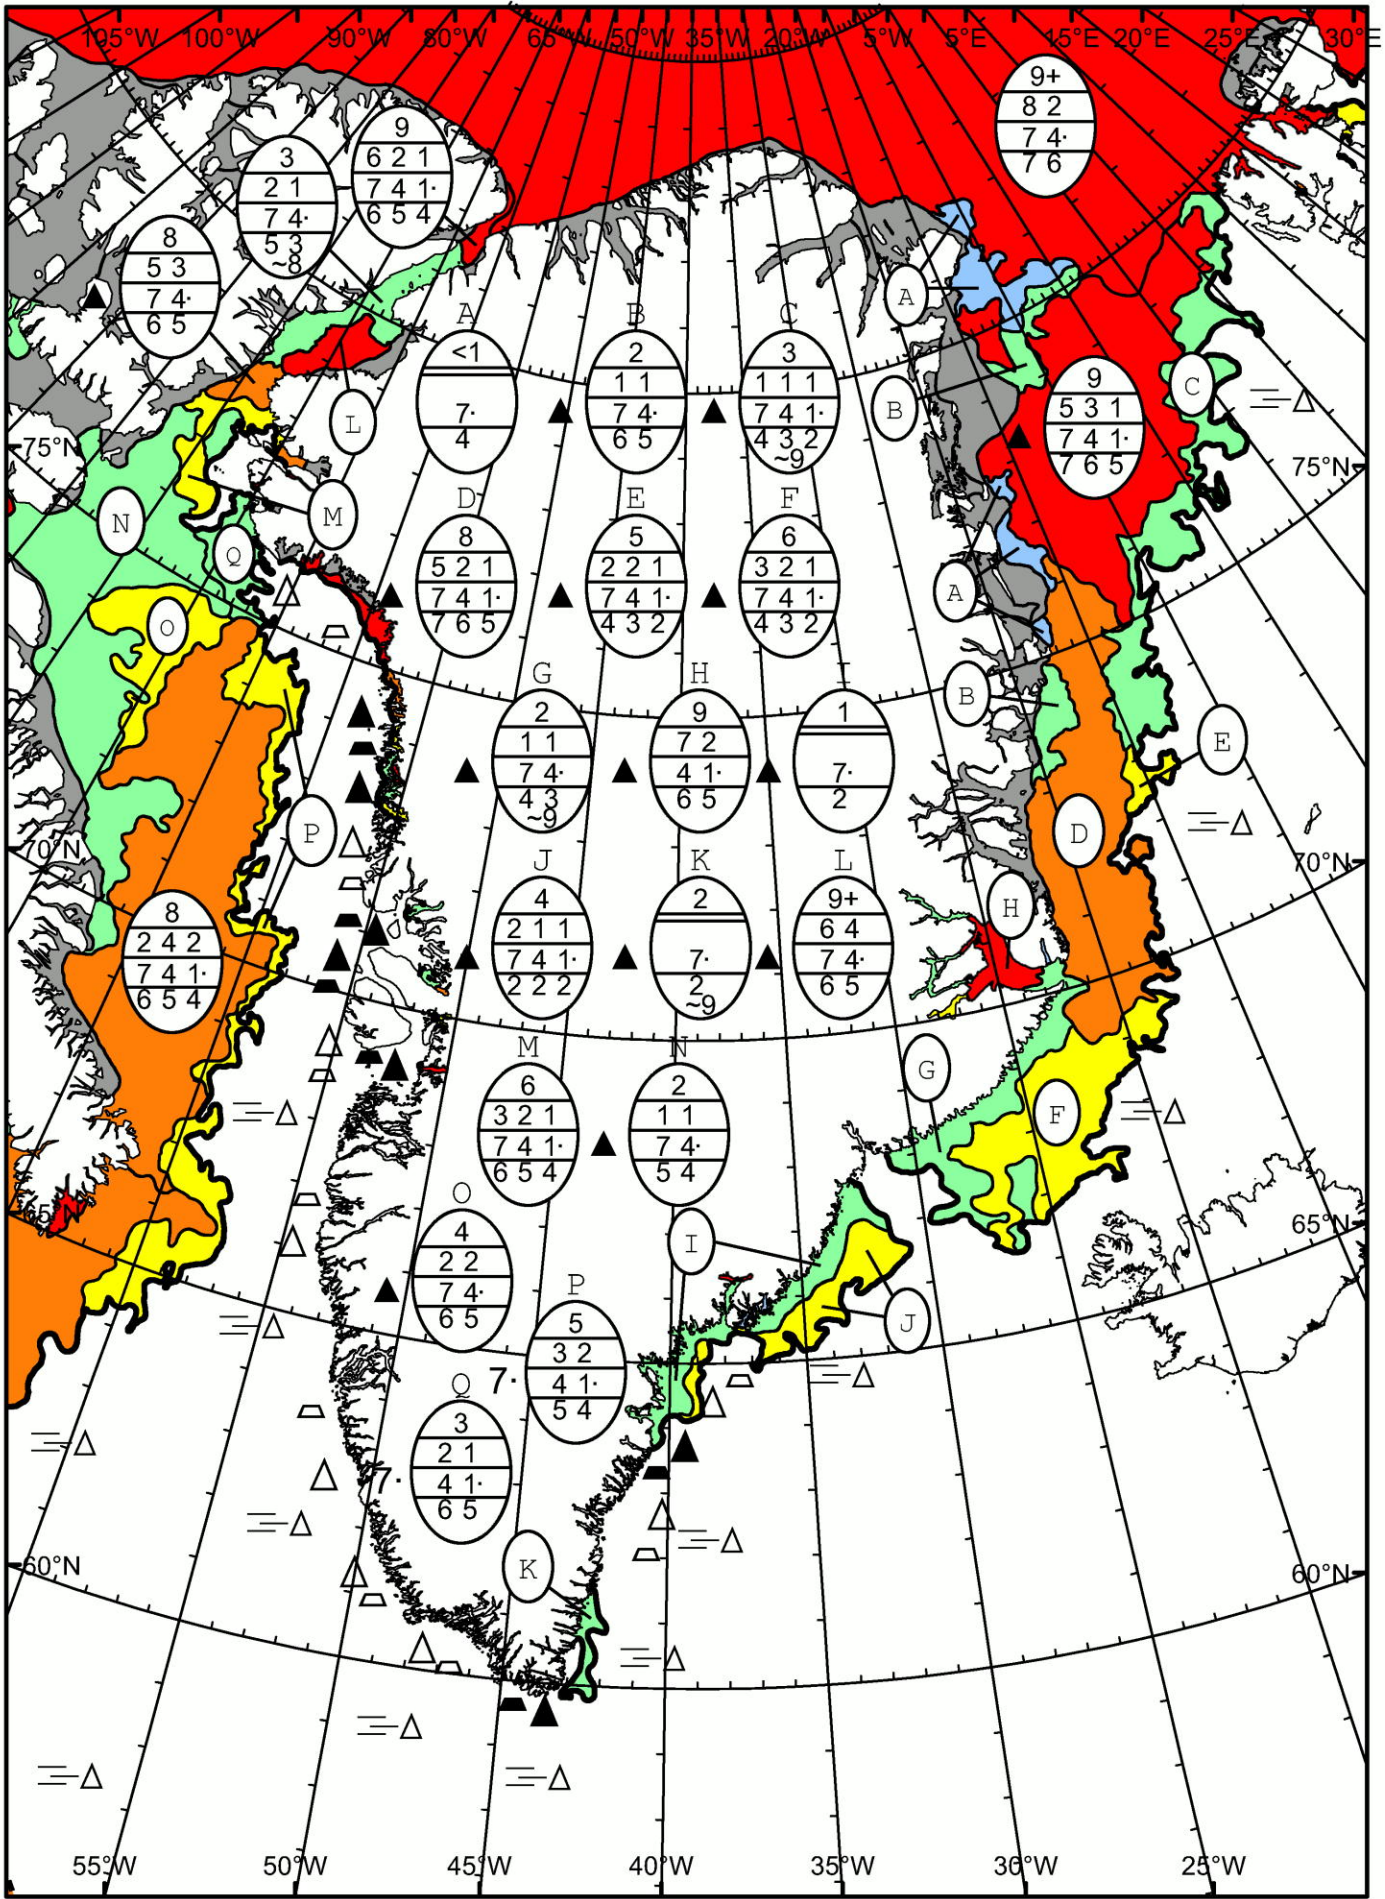 105°W 100°W 90°W 80°W 65°W 50°W 35°W 20°W 5°W 5°E 15°E 20°E 25°E 30°E
9+
8 2
7 4·
7 6
9
6 2 1
7 4 1·
6 5 4
3
2 1
7 4·
5 3
~8
8
5 3
7 4·
6 5
A B C
<1
7·
4
2
1 1
7 4·
6 5
3
1 1 1
7 4 1·
4 3 2
~9
A
B
C
9
5 3 1
7 4 1·
7 6 5
L
75°N
75°N
M
N
Q
D E F
8
5 2 1
7 4 1·
7 6 5
5
2 2 1
7 4 1·
4 3 2
6
3 2 1
7 4 1·
4 3 2
A
O
B
E
G H I
2
1 1
7 4·
4 3
~9
9
7 2
4 1·
6 5
1
7·
2
P
D
70°N
70°N
J K L
4
2 1 1
7 4 1·
2 2 2
2
7·
2
~9
9+
6 4
7 4·
6 5
H
8
2 4 2
7 4 1·
6 5 4
M N
6
3 2 1
7 4 1·
6 5 4
2
1 1
7 4·
5 4
G
F
O
4
2 2
7 4·
6 5
I
J
65°N
P
7·
5
3 2
4 1·
5 4
Q
7·
3
2 1
4 1·
6 5
K
60°N
60°N
55°W 50°W 45°W 40°W 35°W 30°W 25°W